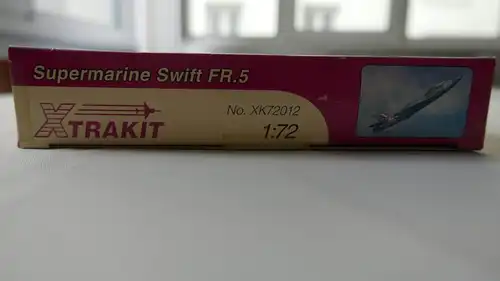 Supermarine Swift FR.5
XTRAKIT
No. XK72012
1:72